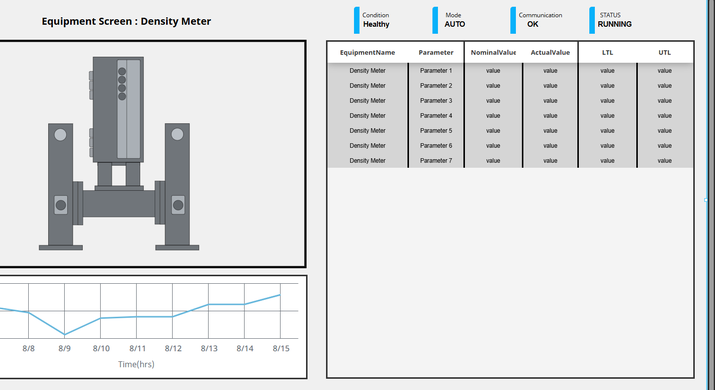 Equipment Screen : Density Meter
Condition
Healthy
Mode
AUTO
Communication
OK
STATUS
RUNNING
EquipmentName Parameter NominalValue ActualValue LTL UTL
Density Meter Parameter 1 value value value value
Density Meter Parameter 2 value value value value
Density Meter Parameter 3 value value value value
Density Meter Parameter 4 value value value value
Density Meter Parameter 5 value value value value
Density Meter Parameter 6 value value value value
Density Meter Parameter 7 value value value value
8/8 8/9 8/10 8/11 8/12 8/13 8/14 8/15
Time(hrs)